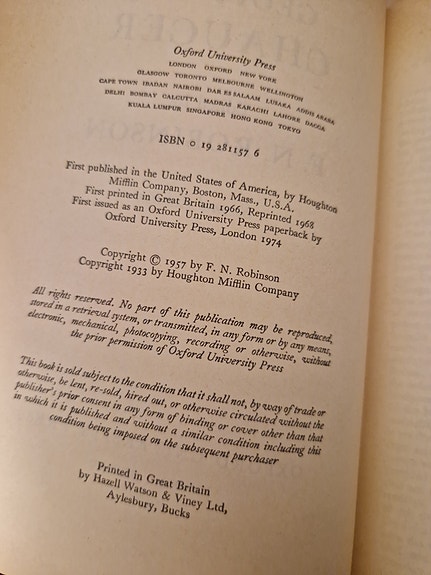 Oxford University Press
LONDON OXFORD NEW YORK
GLASGOW TORONTO MELBOURNE WELLINGTON
CAPE TOWN IBADAN NAIROBI DAR ES SALAAM LUSAKA ADDIS ABABA
DELHI BOMBAY CALCUTTA MADRAS KARACHI LAHORE DACCA
KUALA LUMPUR SINGAPORE HONG KONG TOKYO
ISBN 0 19 281157 6
First published in the United States of America, by Houghton
Mifflin Company, Boston, Mass., U.S.A.
First printed in Great Britain 1966, Reprinted 1968
First issued as an Oxford University Press paperback by
Oxford University Press, London 1974
Copyright © 1957 by F. N. Robinson
Copyright 1933 by Houghton Mifflin Company
All rights reserved. No part of this publication may be reproduced,
stored in a retrieval system, or transmitted, in any form or by any means,
electronic, mechanical, photocopying, recording or otherwise, without
the prior permission of Oxford University Press
This book is sold subject to the condition that it shall not, by way of trade or
otherwise, be lent, re-sold, hired out, or otherwise circulated without the
publisher's prior consent in any form of binding or cover other than that
in which it is published and without a similar condition including this
condition being imposed on the subsequent purchaser
Printed in Great Britain
by Hazell Watson & Viney Ltd,
Aylesbury, Bucks